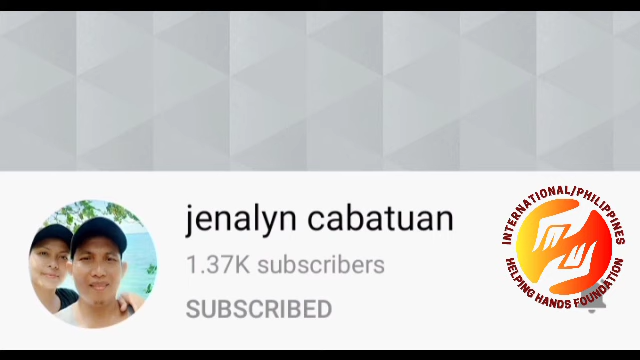 jenalyn cabatuan
1.37K subscribers
SUBSCRIBED
INTERNATIONAL/PHILIPPINES
HELPING HANDS FOUNDATION